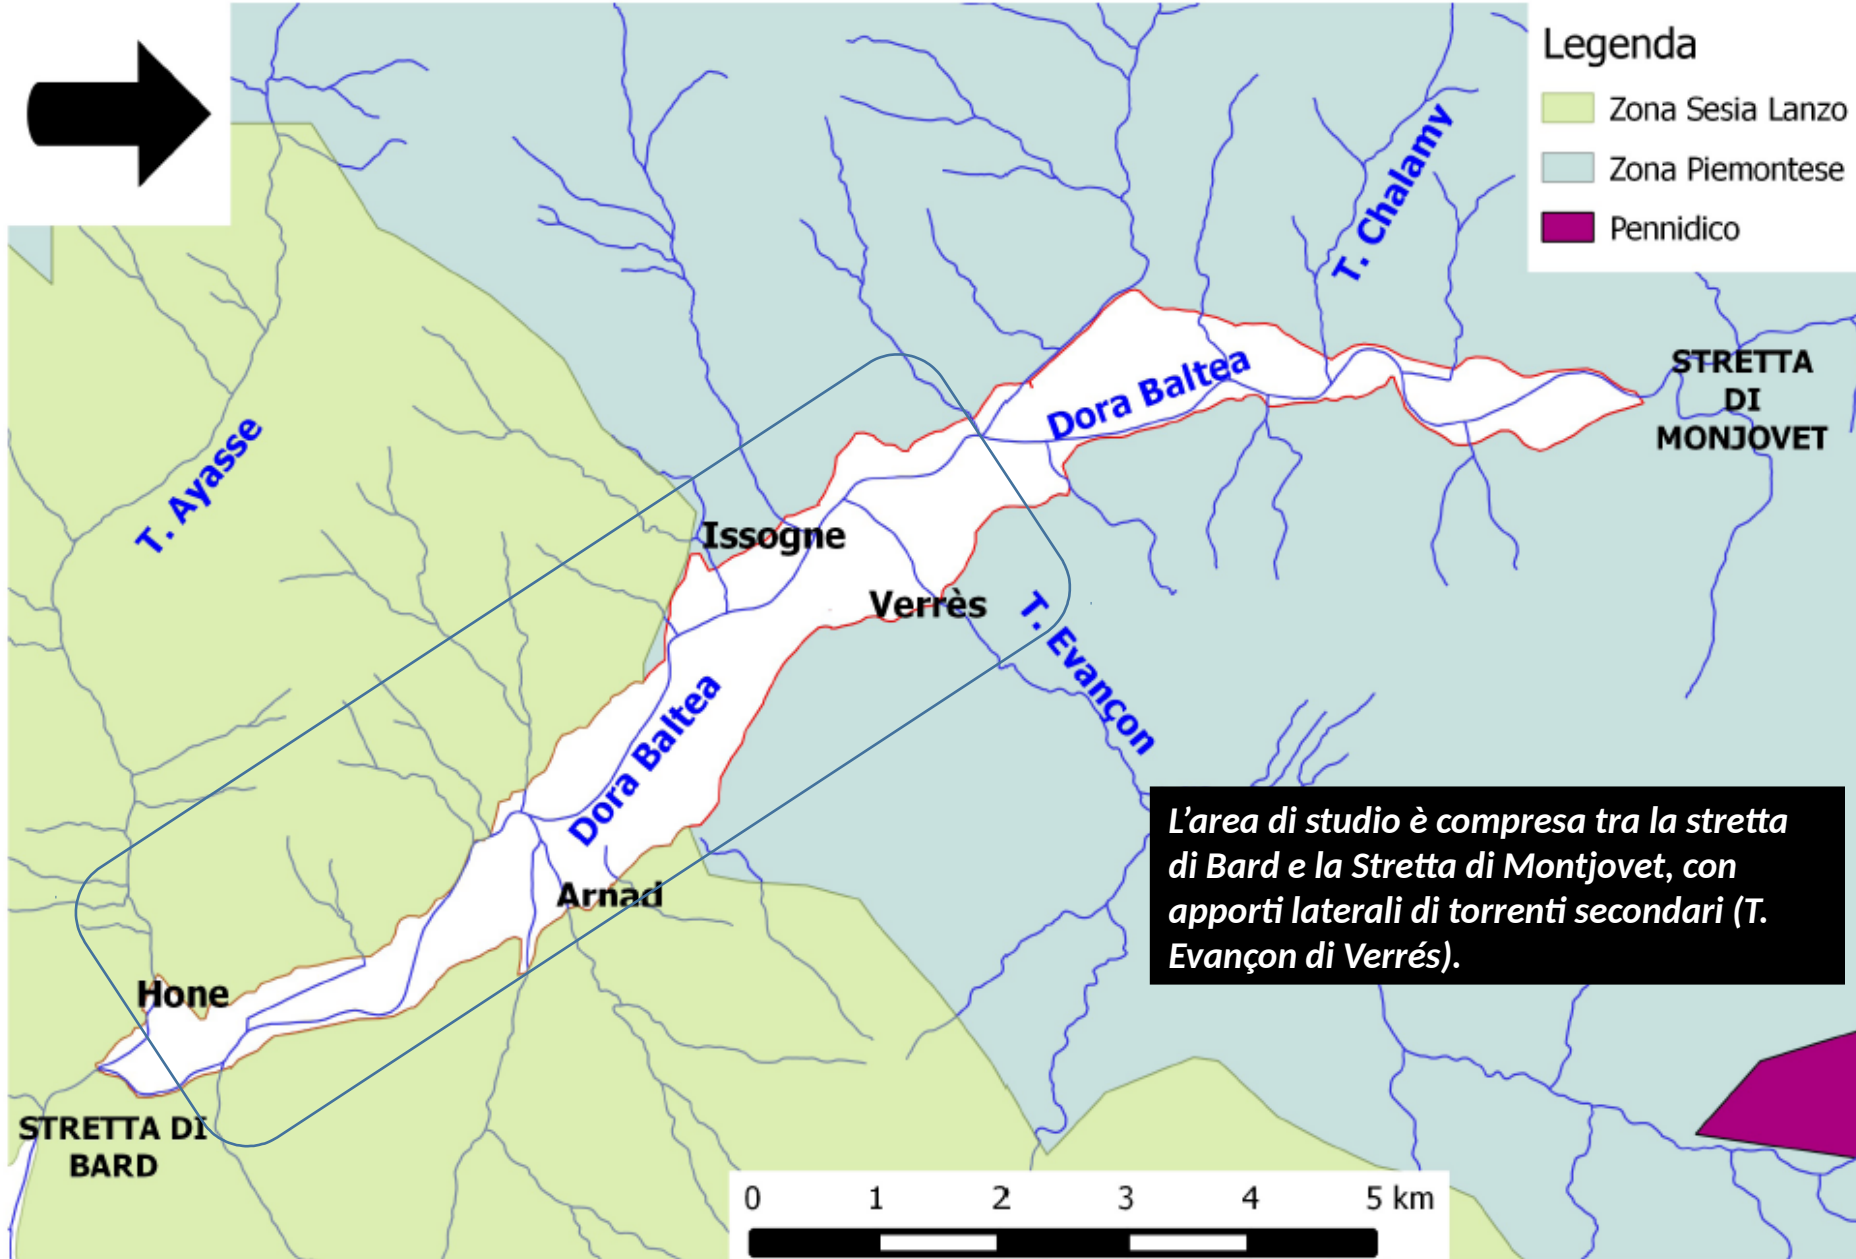 Legenda
Zona Sesia Lanzo
Zona Piemontese
Pennidico
T. Chalamy
STRETTA
DI
MONJOVET
Dora Baltea
T. Ayasse
Issogne
Verrès
T. Evançon
Dora Baltea
L’area di studio è compresa tra la stretta
di Bard e la Stretta di Montjovet, con
apporti laterali di torrenti secondari (T.
Evançon di Verrés).
Arnad
Hone
STRETTA DI
BARD
0 1 2 3 4 5 km